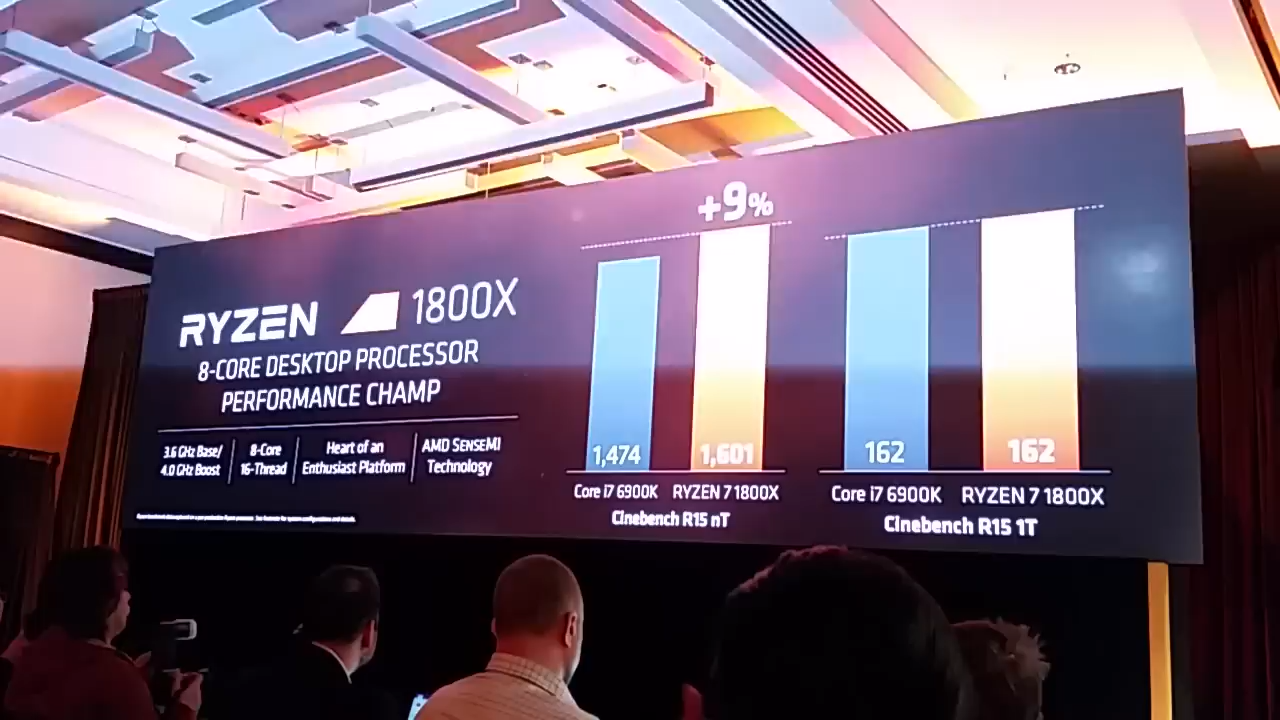 RYZEN 1800X
8-CORE DESKTOP PROCESSOR
PERFORMANCE CHAMP
3.6 GHz Base/
4.0 GHz Boost
8-Core
16-Thread
Heart of an
Enthusiast Platform
AMD SENSEMI
Technology
+9%
1,474
1,601
Core i7 6900K
RYZEN 7 1800X
Cinebench R15 nT
162
162
Core i7 6900K
RYZEN 7 1800X
Cinebench R15 1T